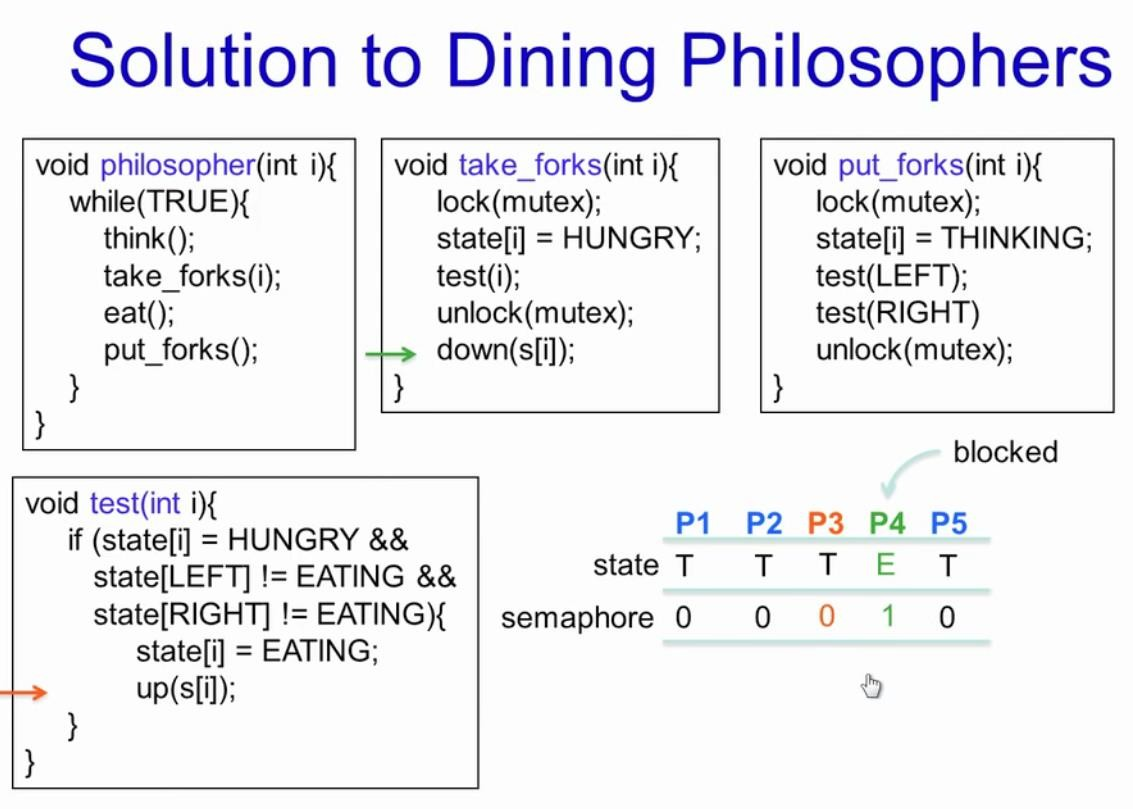 Solution to Dining Philosophers
void philosopher(int i){
while(TRUE){
think();
take_forks(i);
eat();
put_forks();
}
}
void take_forks(int i){
lock(mutex);
state[i] = HUNGRY;
test(i);
unlock(mutex);
down(s[i]);
}
void put_forks(int i){
lock(mutex);
state[i] = THINKING;
test(LEFT);
test(RIGHT)
unlock(mutex);
}
void test(int i){
if (state[i] = HUNGRY &&
state[LEFT] != EATING &&
state[RIGHT] != EATING){
state[i] = EATING;
up(s[i]);
}
}
blocked
P1 P2 P3 P4 P5
state T T T E T
semaphore 0 0 0 1 0